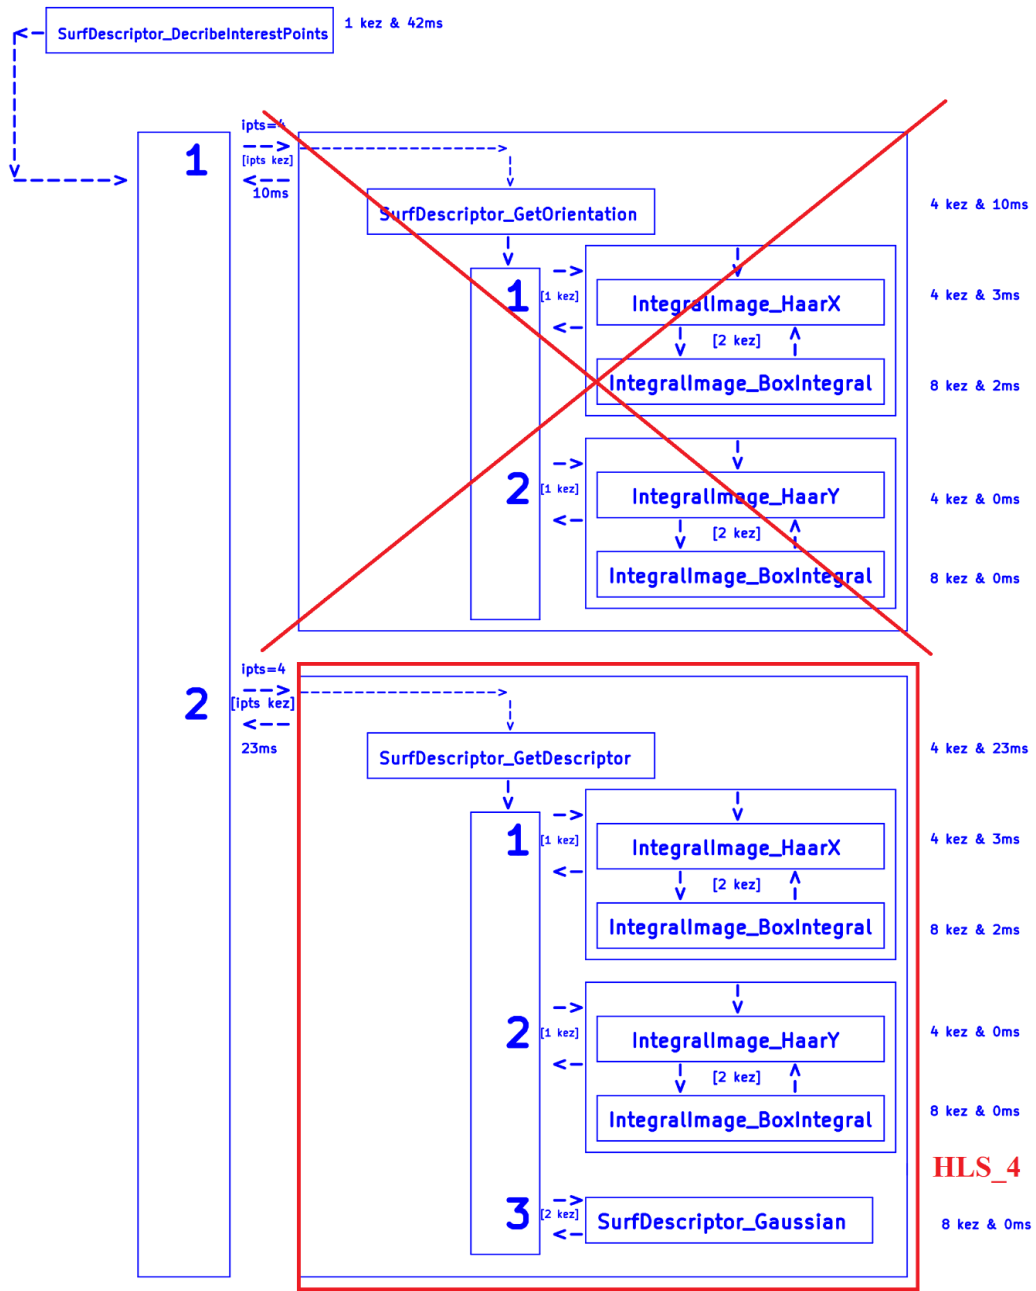 SurfDescriptor_DecribeInterestPoints
1 kez & 42ms
1
ipts=4
[ipts kez]
10ms
SurfDescriptor_GetOrientation
4 kez & 10ms
1
[1 kez]
IntegralImage_HaarX
4 kez & 3ms
[2 kez]
IntegralImage_BoxIntegral
8 kez & 2ms
2
[1 kez]
IntegralImage_HaarY
4 kez & 0ms
[2 kez]
IntegralImage_BoxIntegral
8 kez & 0ms
2
ipts=4
[ipts kez]
23ms
SurfDescriptor_GetDescriptor
4 kez & 23ms
1
[1 kez]
IntegralImage_HaarX
4 kez & 3ms
[2 kez]
IntegralImage_BoxIntegral
8 kez & 2ms
2
[1 kez]
IntegralImage_HaarY
4 kez & 0ms
[2 kez]
IntegralImage_BoxIntegral
8 kez & 0ms
HLS_4
3
[2 kez]
SurfDescriptor_Gaussian
8 kez & 0ms